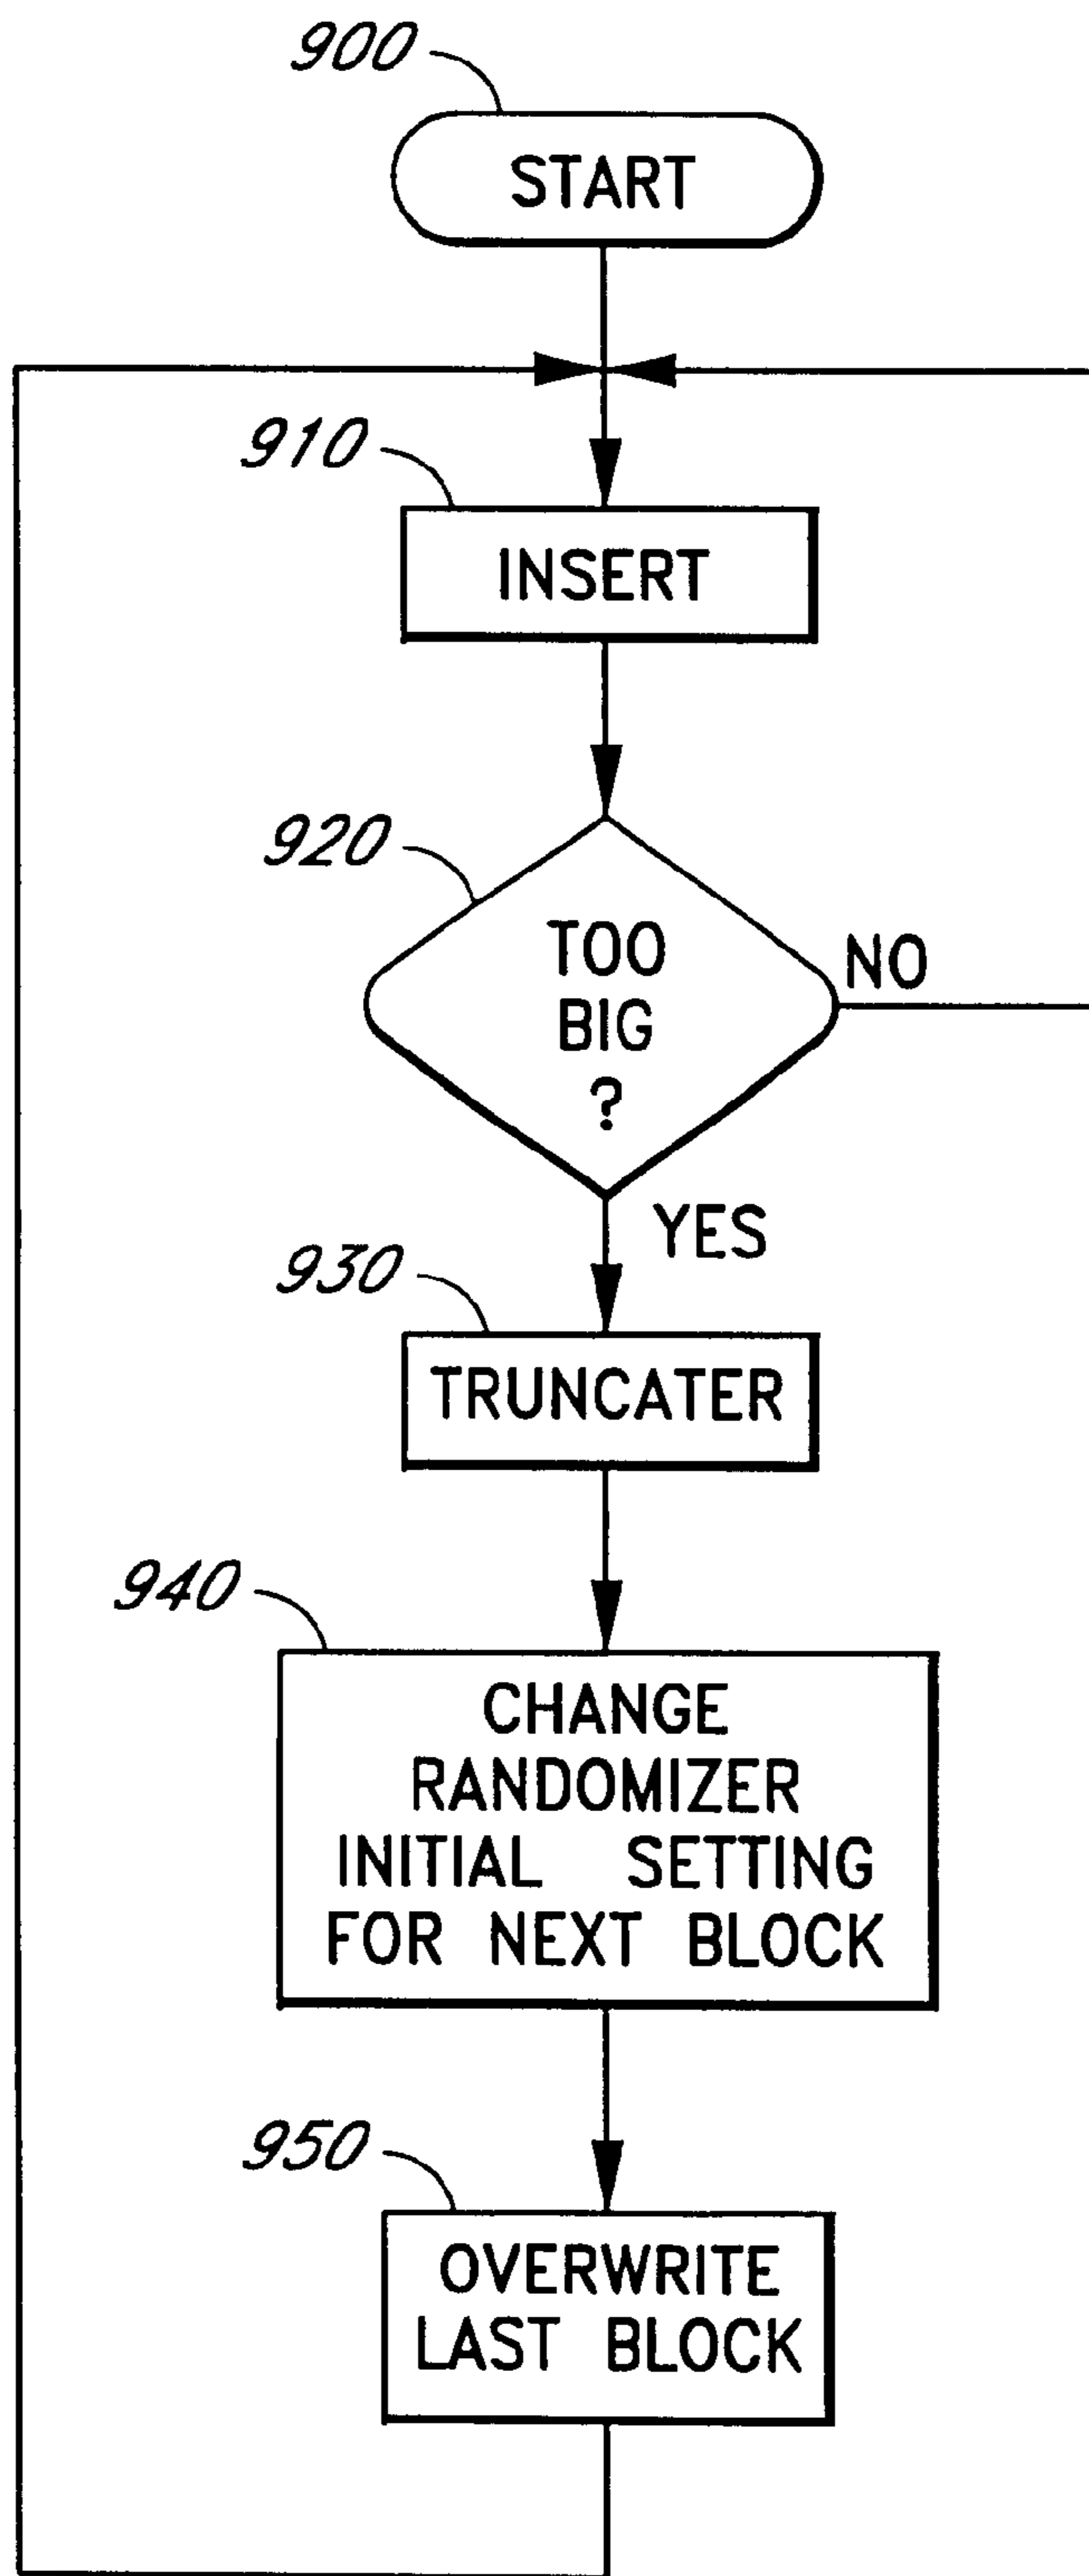 900
START
910
INSERT
920
TOO
BIG
?
NO
YES
930
TRUNCATER
940
CHANGE
RANDOMIZER
INITIAL SETTING
FOR NEXT BLOCK
950
OVERWRITE
LAST BLOCK